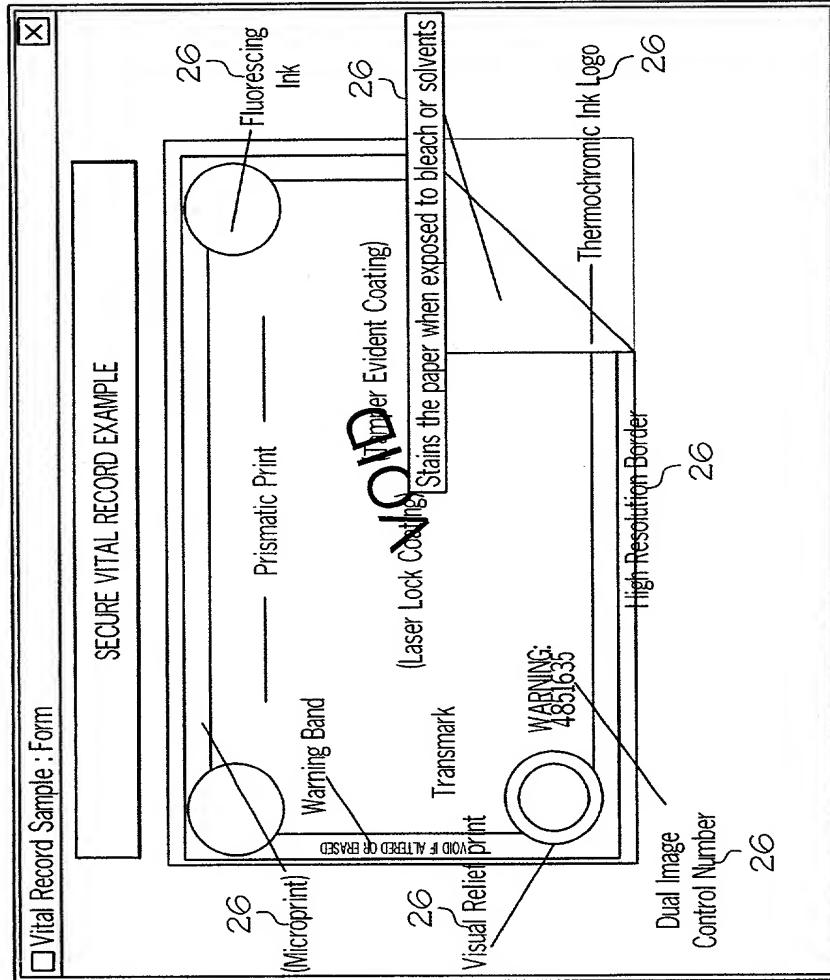 Vital Record Sample : Form
X
SECURE VITAL RECORD EXAMPLE
26
Fluorescing
Ink
26
(Microprint)
Prismatic Print
Warning Band
VOID IF ALTERED OR ERASED
(Tamper Evident Coating)
VOID
26
Stains the paper when exposed to bleach or solvents
(Laser Lock Coating)
Transmark
26
Visual Relief print
WARNING:
4851635
Thermochromic Ink Logo
26
High Resolution Border
26
Dual Image
Control Number
26